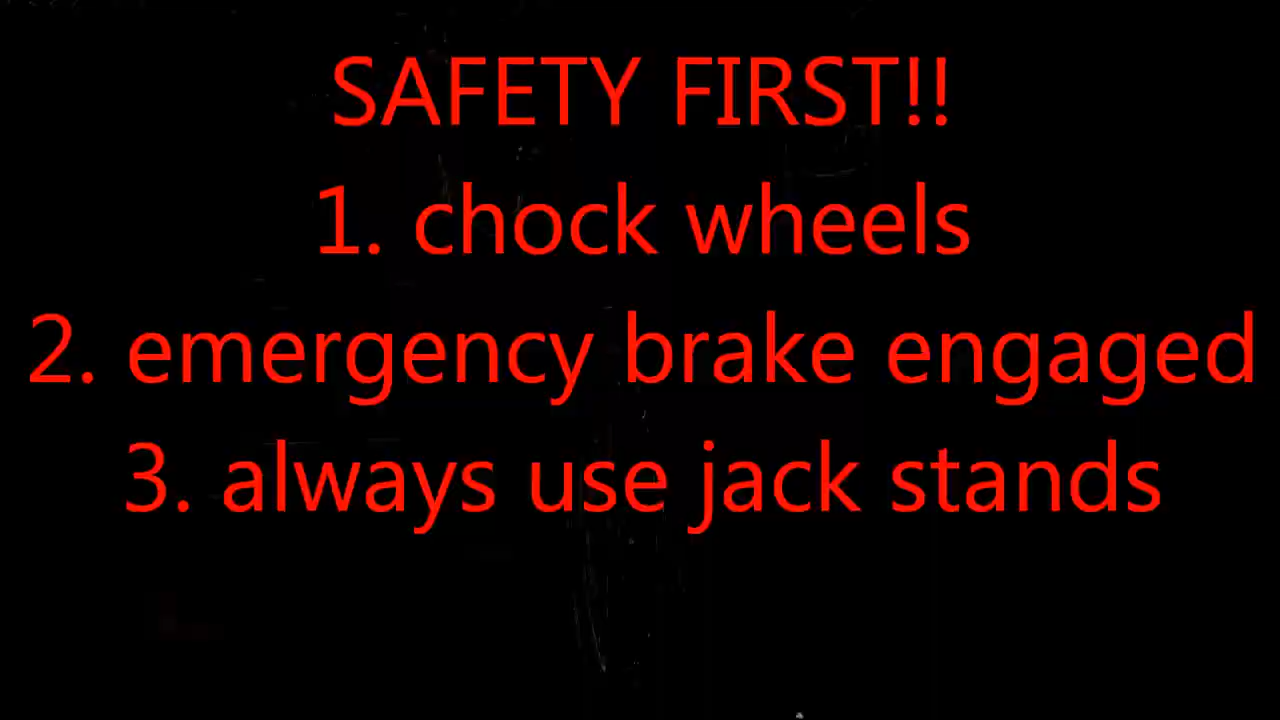 SAFETY FIRST!!
1. chock wheels
2. emergency brake engaged
3. always use jack stands